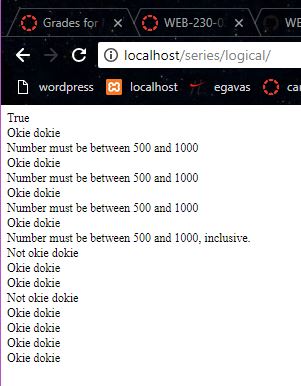 Grades for
WEB-230-0
WEB
localhost/series/logical/
wordpress
localhost
egavas
car
True
Okie dokie
Number must be between 500 and 1000
Okie dokie
Number must be between 500 and 1000
Okie dokie
Number must be between 500 and 1000
Okie dokie
Number must be between 500 and 1000, inclusive.
Not okie dokie
Okie dokie
Okie dokie
Not okie dokie
Okie dokie
Okie dokie
Okie dokie
Okie dokie